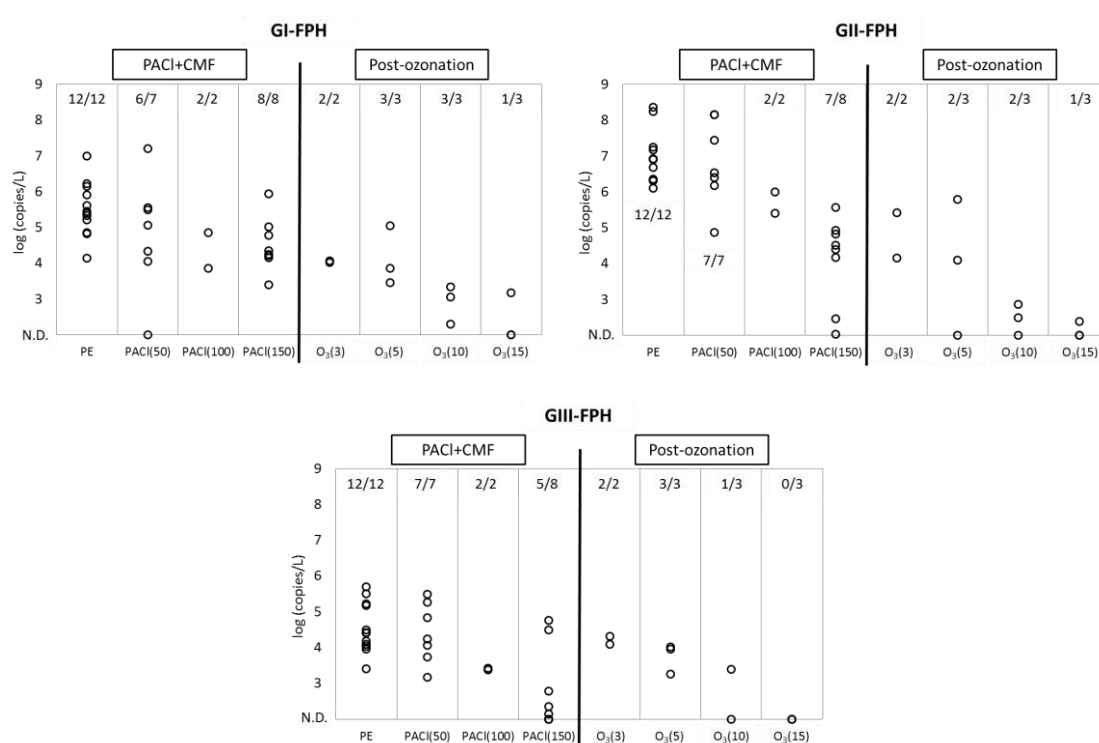 GI-FPH
PACl+CMF Post-ozonation
9 12/12 6/7 2/2 8/8 2/2 3/3 3/3 1/3
8
7
6
5
4
3
N.D.
log (copies/L)
PE PACl(50) PACl(100) PACl(150) O₃(3) O₃(5) O₃(10) O₃(15)
GII-FPH
PACl+CMF Post-ozonation
9 2/2 7/8 2/2 2/3 2/3 1/3
8
7
6
12/12
5
7/7
4
3
N.D.
log (copies/L)
PE PACl(50) PACl(100) PACl(150) O₃(3) O₃(5) O₃(10) O₃(15)
GIII-FPH
PACl+CMF Post-ozonation
9 12/12 7/7 2/2 5/8 2/2 3/3 1/3 0/3
8
7
6
5
4
3
N.D.
log (copies/L)
PE PACl(50) PACl(100) PACl(150) O₃(3) O₃(5) O₃(10) O₃(15)